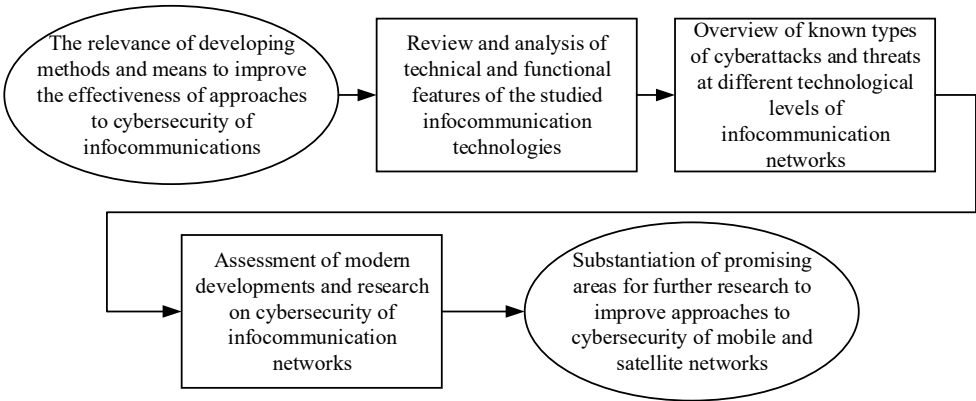 The relevance of developing
methods and means to improve
the effectiveness of approaches
to cybersecurity of
infocommunications
Review and analysis of
technical and functional
features of the studied
infocommunication
technologies
Overview of known types
of cyberattacks and threats
at different technological
levels of
infocommunication
networks
Assessment of modern
developments and research
on cybersecurity of
infocommunication
networks
Substantiation of promising
areas for further research to
improve approaches to
cybersecurity of mobile and
satellite networks